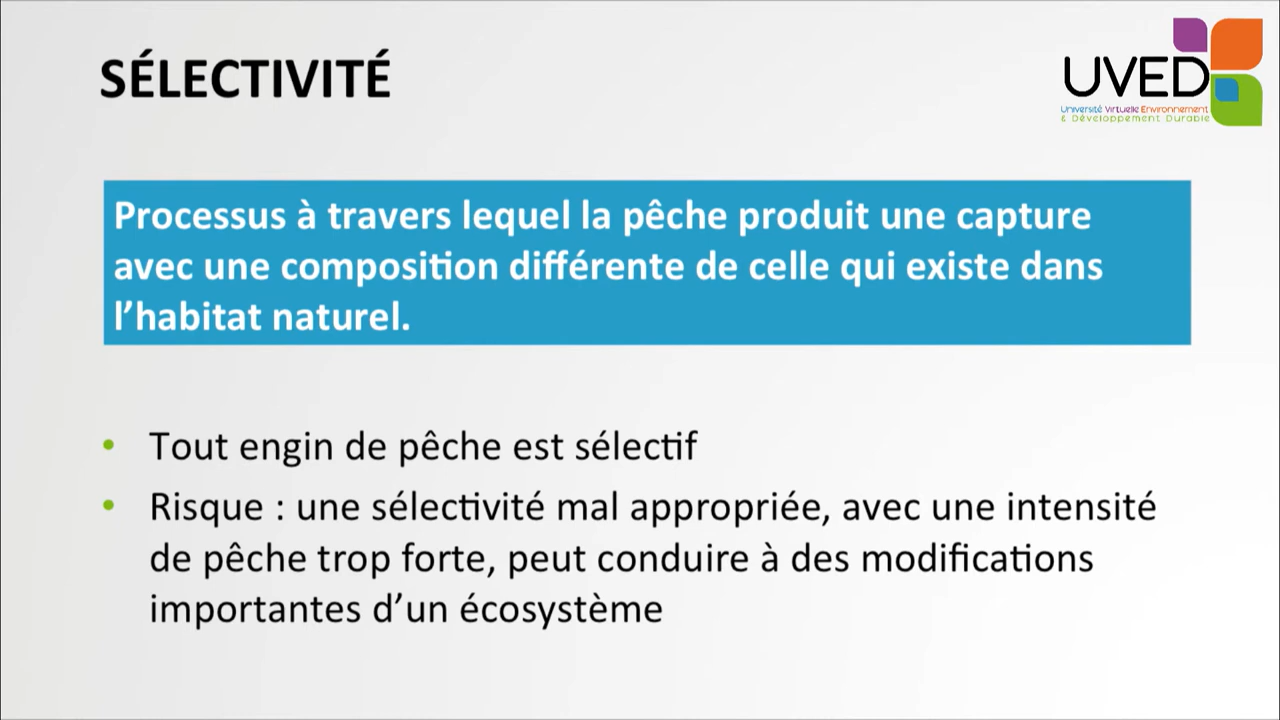 SÉLECTIVITÉ
UVED
Université Virtuelle Environnement
& Développement Durable
Processus à travers lequel la pêche produit une capture
avec une composition différente de celle qui existe dans
l’habitat naturel.
• Tout engin de pêche est sélectif
• Risque : une sélectivité mal appropriée, avec une intensité
de pêche trop forte, peut conduire à des modifications
importantes d’un écosystème